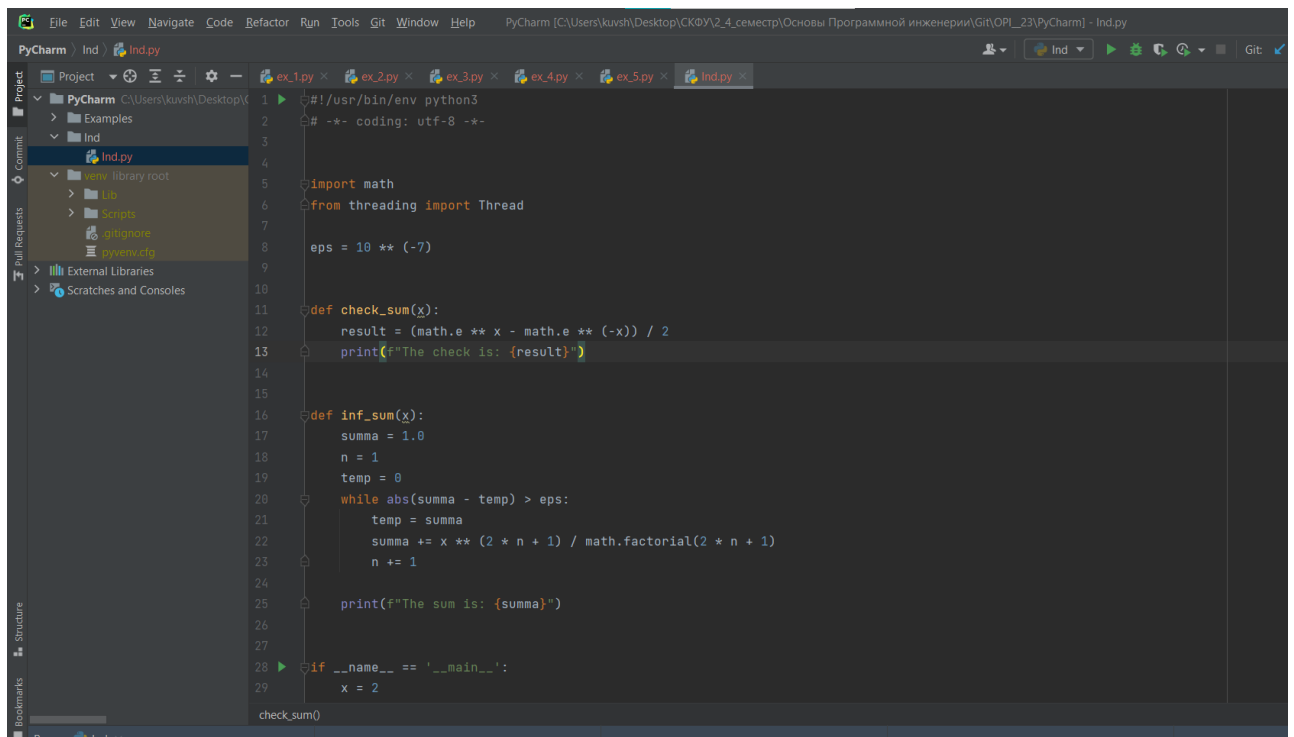 PC File Edit View Navigate Code Refactor Run Tools Git Window Help PyCharm [C:\Users\kuvsh\Desktop\СКФУ\2_4_семестр\Основы Программной инженерии\Git\OPI__23\PyCharm] - Ind.py
PyCharm Ind Ind.py Ind Git:
Project
ex_1.py ex_2.py ex_3.py ex_4.py ex_5.py Ind.py
Project
Commit
Pull Requests
Structure
Bookmarks
PyCharm C:\Users\kuvsh\Desktop\
Examples
Ind
Ind.py
venv library root
Lib
Scripts
.gitignore
pyvenv.cfg
External Libraries
Scratches and Consoles
1 #!/usr/bin/env python3
2 # -*- coding: utf-8 -*-
3
4
5 import math
6 from threading import Thread
7
8 eps = 10 ** (-7)
9
10
11 def check_sum(x):
12 result = (math.e ** x - math.e ** (-x)) / 2
13 print(f"The check is: {result}")
14
15
16 def inf_sum(x):
17 summa = 1.0
18 n = 1
19 temp = 0
20 while abs(summa - temp) > eps:
21 temp = summa
22 summa += x ** (2 * n + 1) / math.factorial(2 * n + 1)
23 n += 1
24
25 print(f"The sum is: {summa}")
26
27
28 if __name__ == '__main__':
29 x = 2
check_sum()